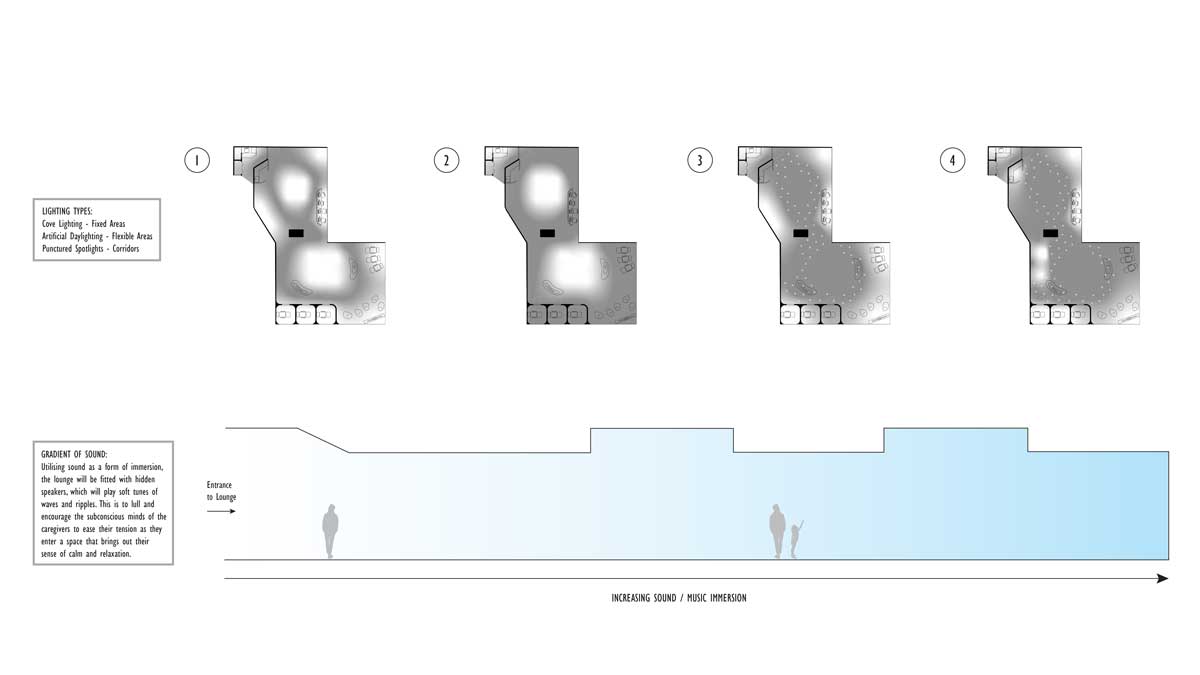 1
2
3
4
LIGHTING TYPES:
Cove Lighting - Fixed Areas
Artificial Daylighting - Flexible Areas
Punctured Spotlights - Corridors
GRADIENT OF SOUND:
Utilising sound as a form of immersion,
the lounge will be fitted with hidden
speakers, which will play soft tunes of
waves and ripples. This is to lull and
encourage the subconscious minds of the
caregivers to ease their tension as they
enter a space that brings out their
sense of calm and relaxation.
Entrance
to Lounge
INCREASING SOUND / MUSIC IMMERSION